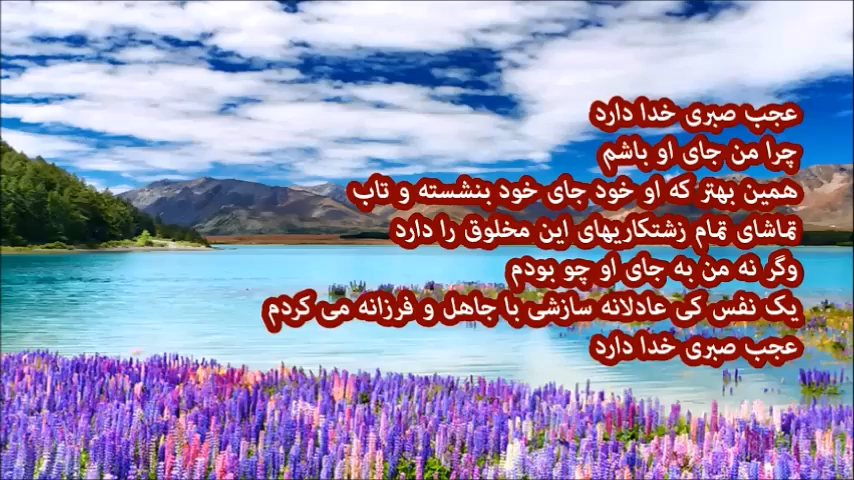 عجب صبری خدا دارد
چرا من جای او باشم
همین بهتر که او خود جای خود بنشسته و تاب
تماشای تمام زشتکاریهای این مخلوق را دارد
وگر نه من به جای او چو بودم
یک نفس کی عادلانه سازشی با جاهل و فرزانه می کردم
عجب صبری خدا دارد